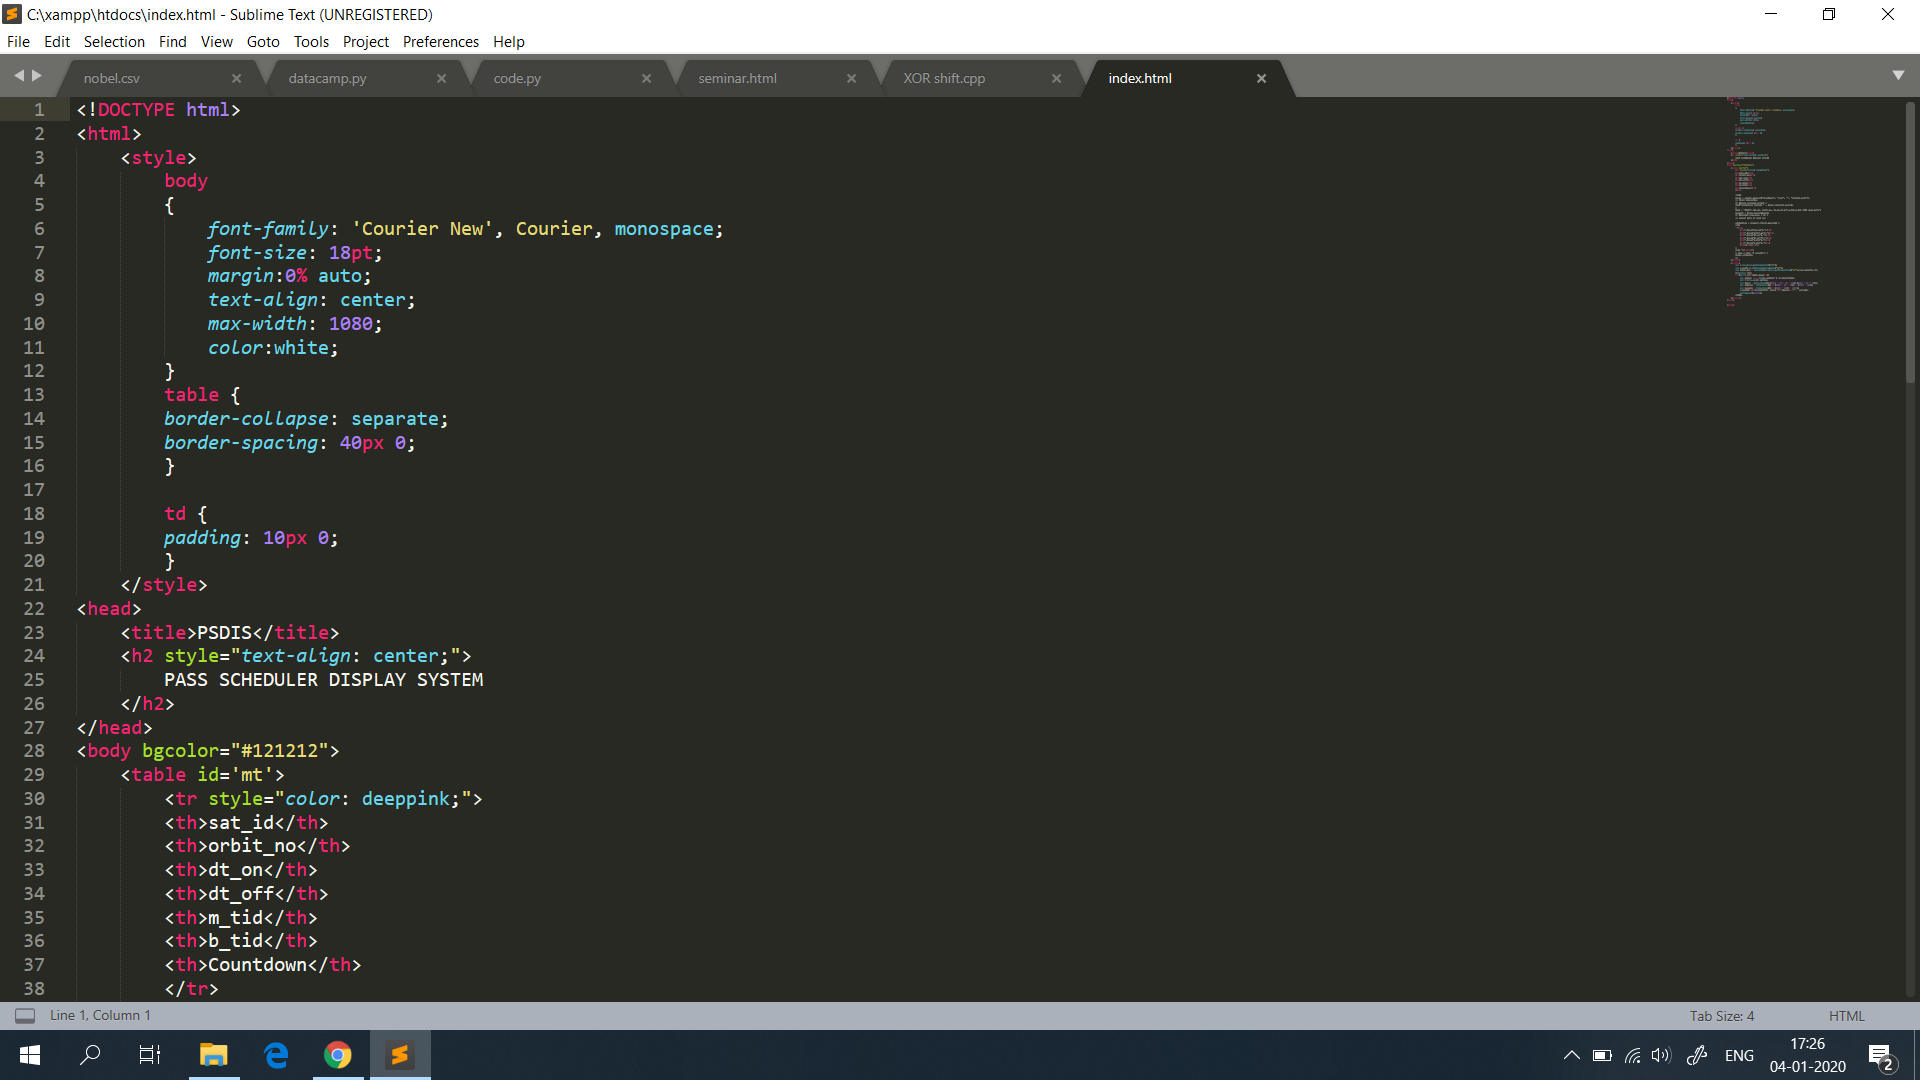 C:\xampp\htdocs\index.html - Sublime Text (UNREGISTERED)
File Edit Selection Find View Goto Tools Project Preferences Help
nobel.csv datacamp.py code.py seminar.html XOR shift.cpp index.html
1 <!DOCTYPE html>
2 <html>
3 <style>
4 body
5 {
6 font-family: 'Courier New', Courier, monospace;
7 font-size: 18pt;
8 margin:0% auto;
9 text-align: center;
10 max-width: 1080;
11 color:white;
12 }
13 table {
14 border-collapse: separate;
15 border-spacing: 40px 0;
16 }
17
18 td {
19 padding: 10px 0;
20 }
21 </style>
22 <head>
23 <title>PSDIS</title>
24 <h2 style="text-align: center;">
25 PASS SCHEDULER DISPLAY SYSTEM
26 </h2>
27 </head>
28 <body bgcolor="#121212">
29 <table id='mt'>
30 <tr style="color: deeppink;">
31 <th>sat_id</th>
32 <th>orbit_no</th>
33 <th>dt_on</th>
34 <th>dt_off</th>
35 <th>m_tid</th>
36 <th>b_tid</th>
37 <th>Countdown</th>
38 </tr>
Line 1, Column 1 Tab Size: 4 HTML
ENG 17:26
04-01-2020 2